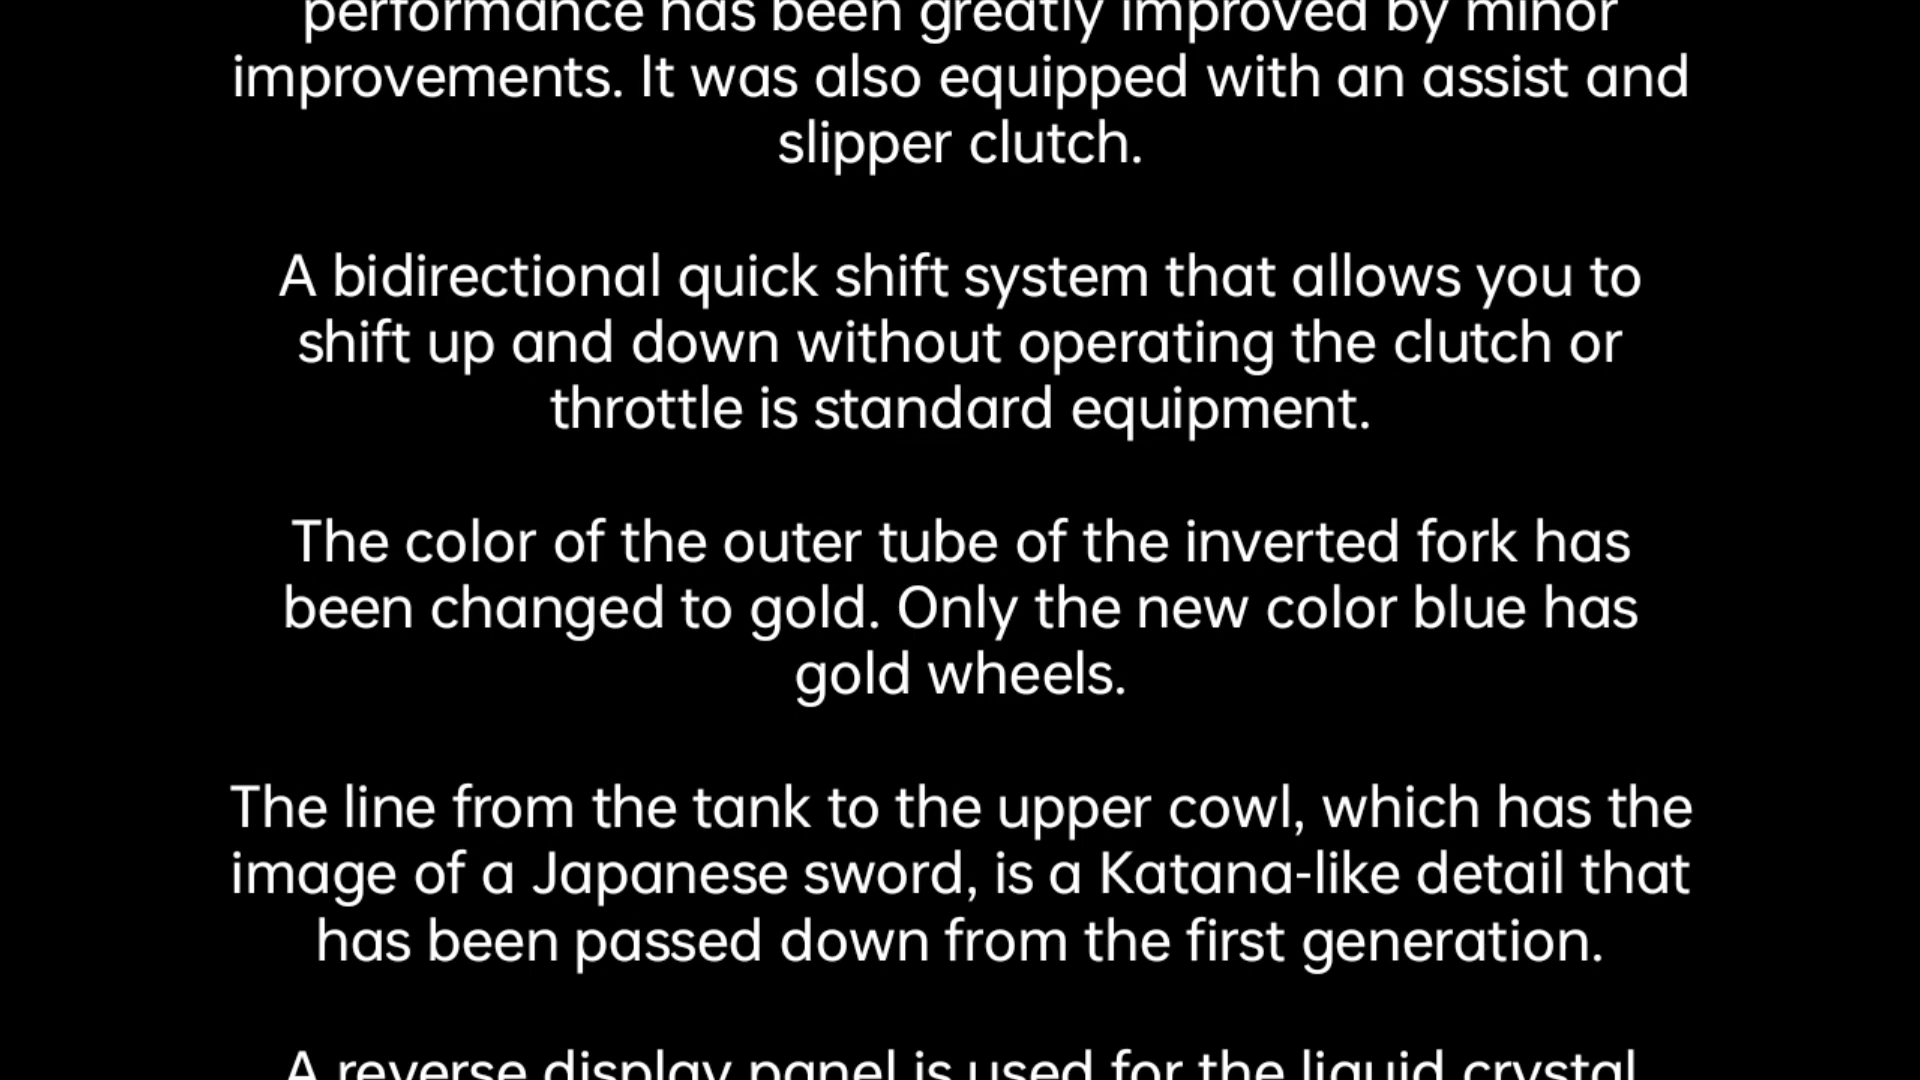 performance has been greatly improved by minor
improvements. It was also equipped with an assist and
slipper clutch.
A bidirectional quick shift system that allows you to
shift up and down without operating the clutch or
throttle is standard equipment.
The color of the outer tube of the inverted fork has
been changed to gold. Only the new color blue has
gold wheels.
The line from the tank to the upper cowl, which has the
image of a Japanese sword, is a Katana-like detail that
has been passed down from the first generation.
A reverse display panel is used for the liquid crystal